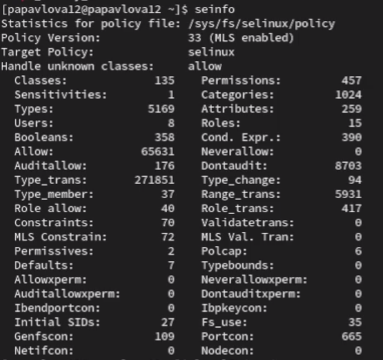 [papavlova12@papavlova12 ~]$ seinfo
Statistics for policy file: /sys/fs/selinux/policy
Policy Version: 33 (MLS enabled)
Target Policy: selinux
Handle unknown classes: allow
Classes: 135 Permissions: 457
Sensitivities: 1 Categories: 1024
Types: 5169 Attributes: 259
Users: 8 Roles: 15
Booleans: 358 Cond. Expr.: 390
Allow: 65631 Neverallow: 0
Auditallow: 176 Dontaudit: 8703
Type_trans: 271851 Type_change: 94
Type_member: 37 Range_trans: 5931
Role allow: 40 Role_trans: 417
Constraints: 70 Validatetrans: 0
MLS Constrain: 72 MLS Val. Tran: 0
Permissives: 2 Polcap: 6
Defaults: 7 Typebounds: 0
Allowxperm: 0 Neverallowxperm: 0
Auditallowxperm: 0 Dontauditxperm: 0
Ibendportcon: 0 Ibpkeycon: 0
Initial SIDs: 27 Fs_use: 35
Genfscon: 109 Portcon: 665
Netifcon: 0 Nodecon: 0